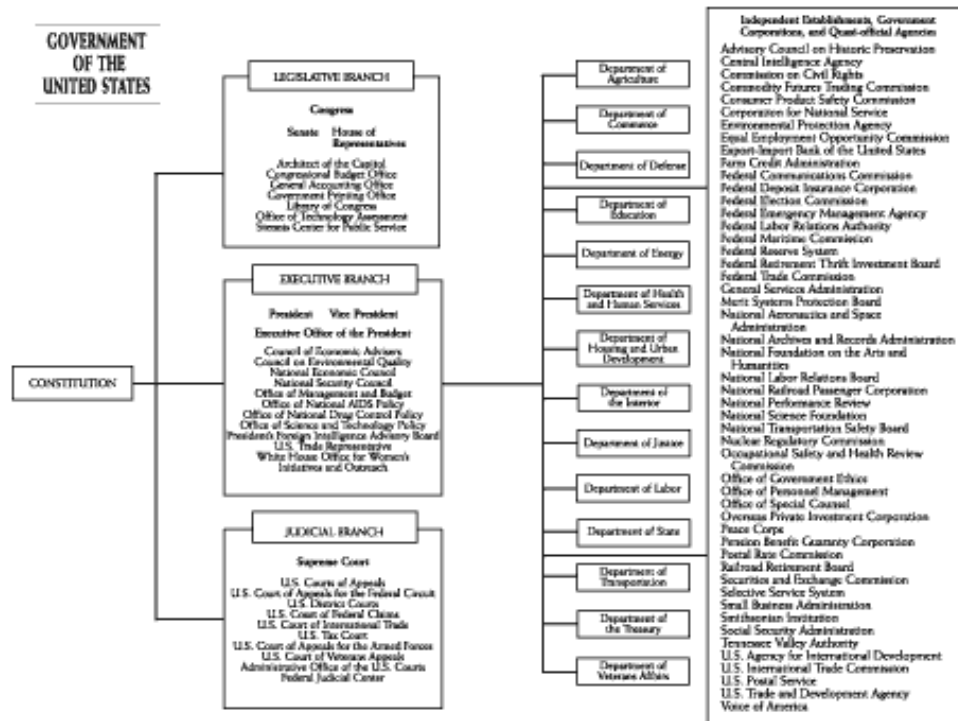 GOVERNMENT
OF THE
UNITED STATES
CONSTITUTION
LEGISLATIVE BRANCH
Congress
Senate House of
Representatives
Architect of the Capitol
Congressional Budget Office
General Accounting Office
Government Printing Office
Library of Congress
Office of Technology Assessment
Stennis Center for Public Service
EXECUTIVE BRANCH
President Vice President
Executive Office of the President
Council of Economic Advisers
Council on Environmental Quality
National Economic Council
National Security Council
Office of Management and Budget
Office of National AIDS Policy
Office of National Drug Control Policy
Office of Science and Technology Policy
President's Foreign Intelligence Advisory Board
U.S. Trade Representative
White House Office for Women's
Initiatives and Outreach
JUDICIAL BRANCH
Supreme Court
U.S. Courts of Appeals
U.S. Court of Appeals for the Federal Circuit
U.S. District Courts
U.S. Court of Federal Claims
U.S. Court of International Trade
U.S. Tax Court
U.S. Court of Appeals for the Armed Forces
U.S. Court of Veterans Appeals
Administrative Office of the U.S. Courts
Federal Judicial Center
Department of
Agriculture
Department of
Commerce
Department of Defense
Department of
Education
Department of Energy
Department of Health
and Human Services
Department of
Housing and Urban
Development
Department of
the Interior
Department of Justice
Department of Labor
Department of State
Department of
Transportation
Department of
the Treasury
Department of
Veterans Affairs
Independent Establishments, Government
Corporations, and Quasi-official Agencies
Advisory Council on Historic Preservation
Central Intelligence Agency
Commission on Civil Rights
Commodity Futures Trading Commission
Consumer Product Safety Commission
Corporation for National Service
Environmental Protection Agency
Equal Employment Opportunity Commission
Export-Import Bank of the United States
Farm Credit Administration
Federal Communications Commission
Federal Deposit Insurance Corporation
Federal Election Commission
Federal Emergency Management Agency
Federal Labor Relations Authority
Federal Maritime Commission
Federal Reserve System
Federal Retirement Thrift Investment Board
Federal Trade Commission
General Services Administration
Merit Systems Protection Board
National Aeronautics and Space
Administration
National Archives and Records Administration
National Foundation on the Arts and
Humanities
National Labor Relations Board
National Railroad Passenger Corporation
National Performance Review
National Science Foundation
National Transportation Safety Board
Nuclear Regulatory Commission
Occupational Safety and Health Review
Commission
Office of Government Ethics
Office of Personnel Management
Office of Special Counsel
Overseas Private Investment Corporation
Peace Corps
Pension Benefit Guaranty Corporation
Postal Rate Commission
Railroad Retirement Board
Securities and Exchange Commission
Selective Service System
Small Business Administration
Smithsonian Institution
Social Security Administration
Tennessee Valley Authority
U.S. Agency for International Development
U.S. International Trade Commission
U.S. Postal Service
U.S. Trade and Development Agency
Voice of America